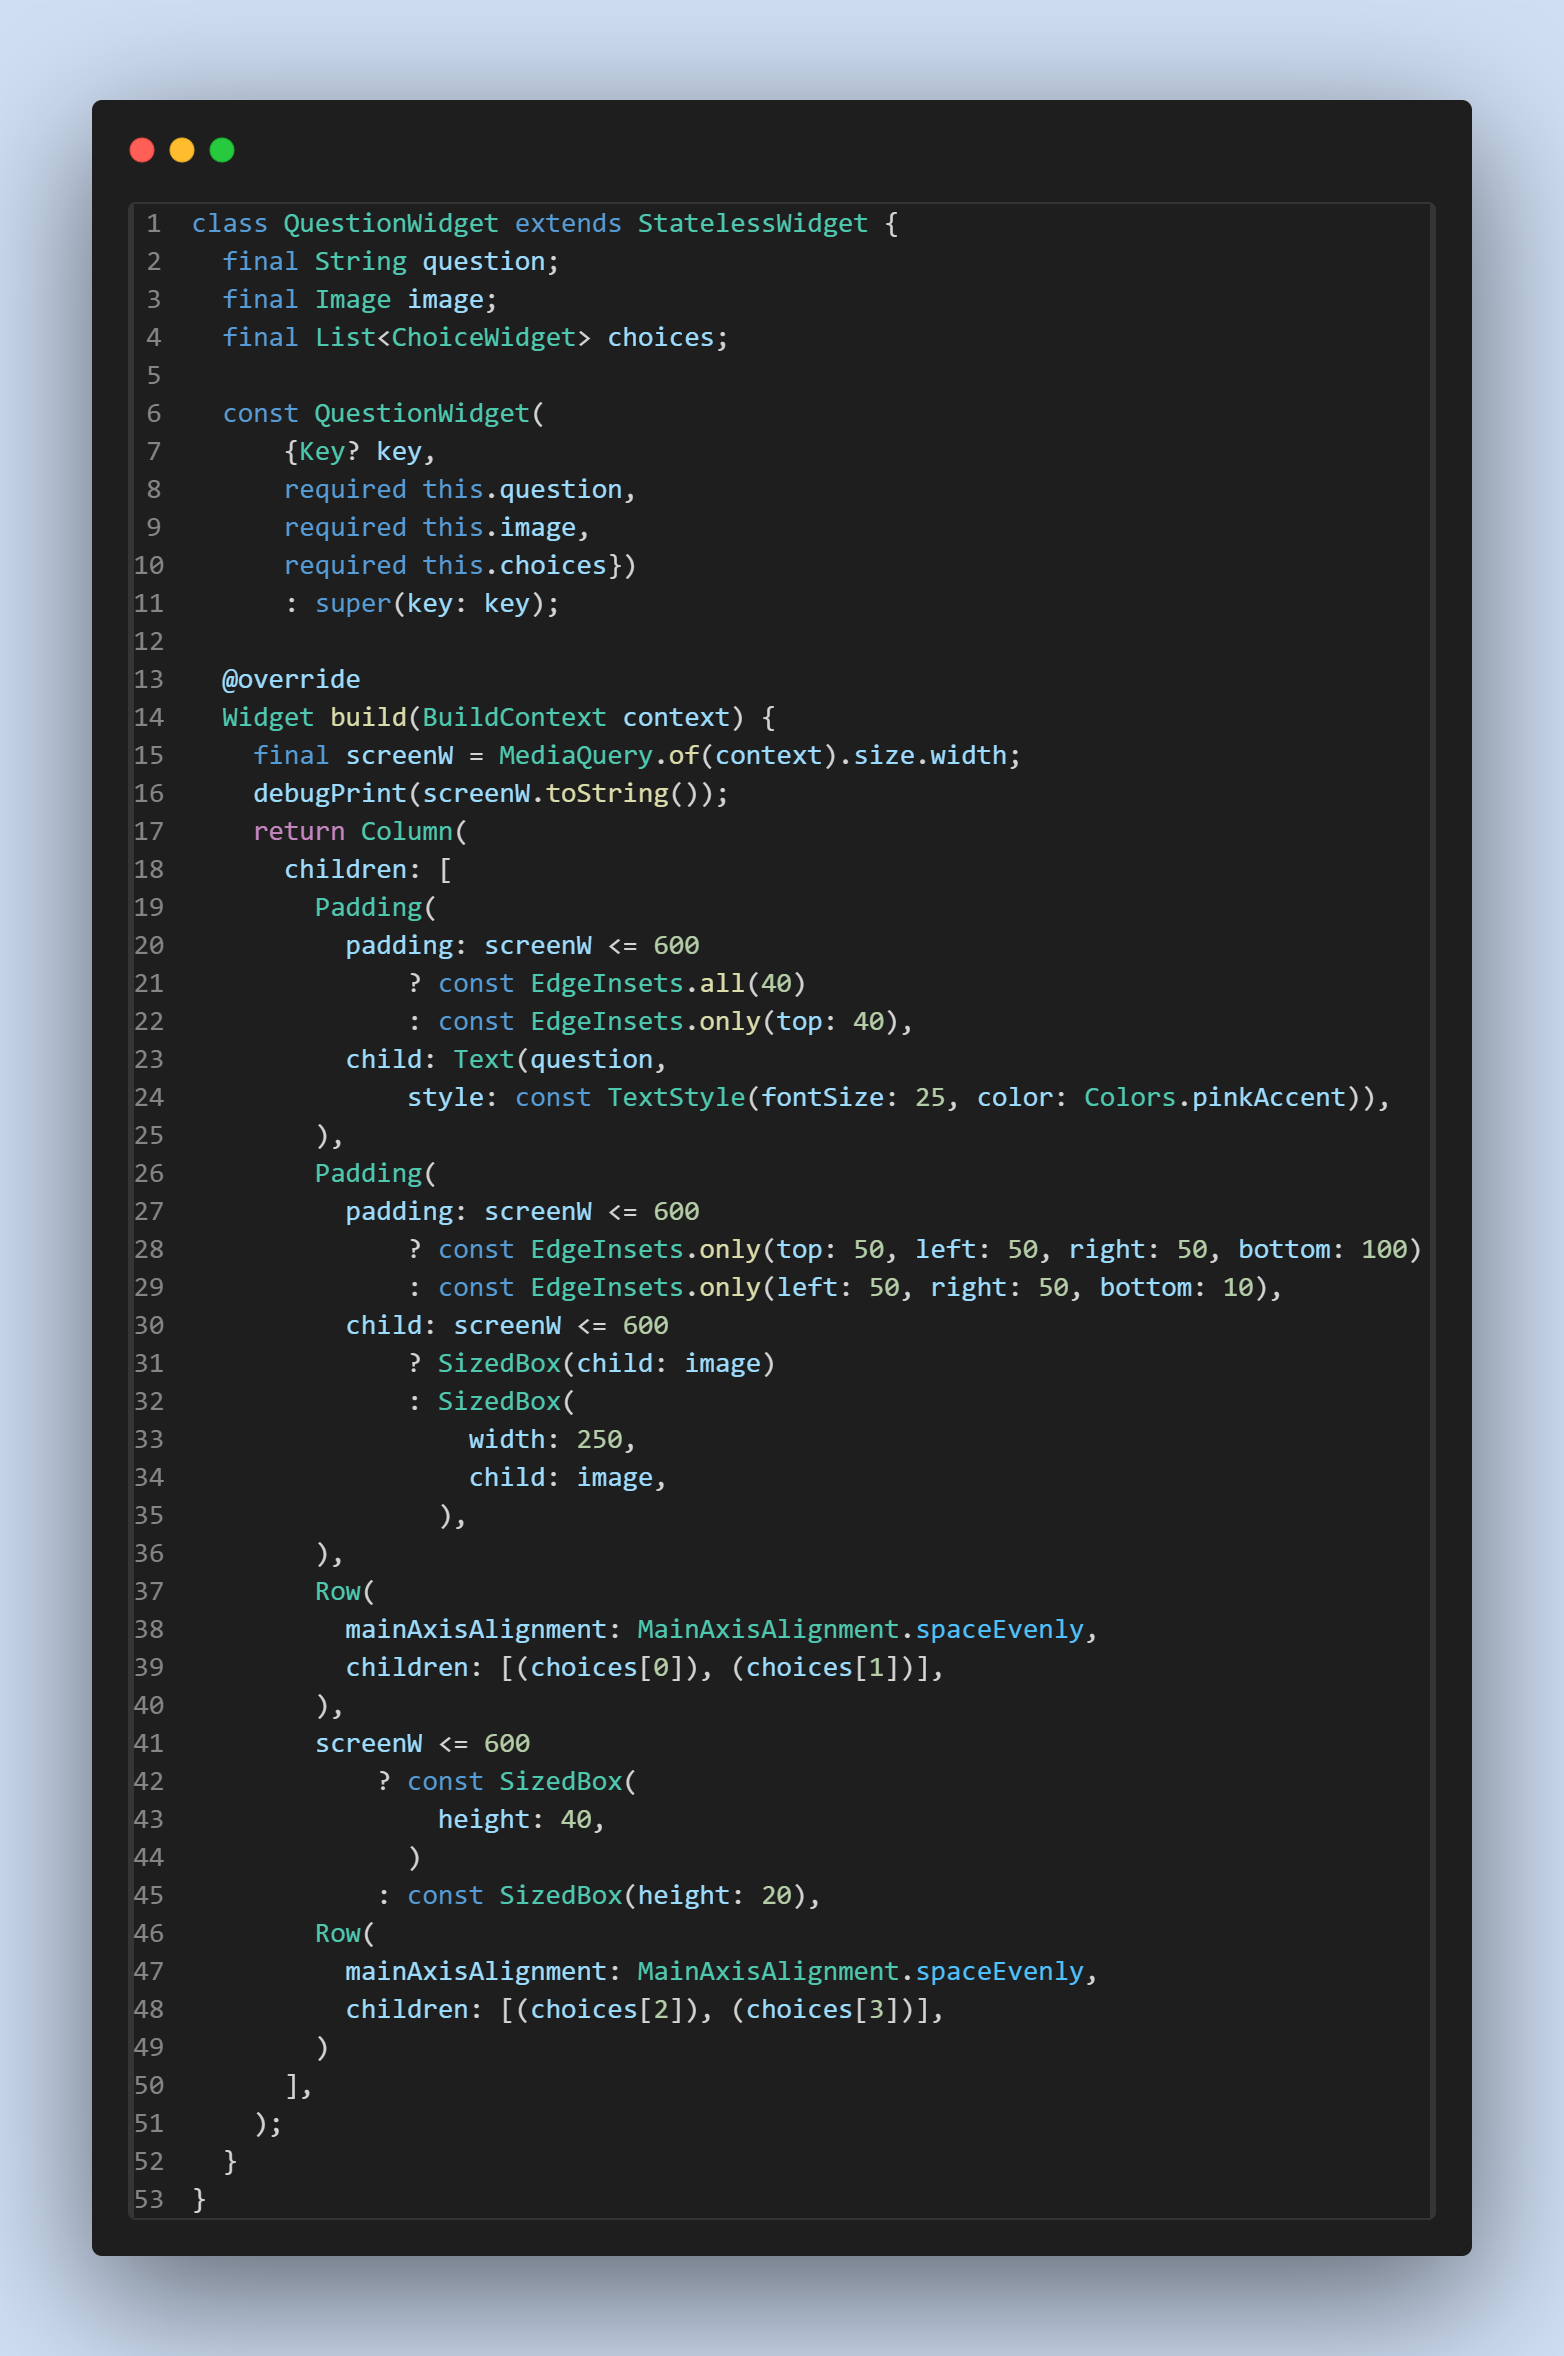 1 class QuestionWidget extends StatelessWidget {
2   final String question;
3   final Image image;
4   final List<ChoiceWidget> choices;
5
6   const QuestionWidget(
7       {Key? key,
8       required this.question,
9       required this.image,
10       required this.choices})
11       : super(key: key);
12
13   @override
14   Widget build(BuildContext context) {
15     final screenW = MediaQuery.of(context).size.width;
16     debugPrint(screenW.toString());
17     return Column(
18       children: [
19         Padding(
20           padding: screenW <= 600
21               ? const EdgeInsets.all(40)
22               : const EdgeInsets.only(top: 40),
23           child: Text(question,
24               style: const TextStyle(fontSize: 25, color: Colors.pinkAccent)),
25         ),
26         Padding(
27           padding: screenW <= 600
28               ? const EdgeInsets.only(top: 50, left: 50, right: 50, bottom: 100)
29               : const EdgeInsets.only(left: 50, right: 50, bottom: 10),
30           child: screenW <= 600
31               ? SizedBox(child: image)
32               : SizedBox(
33                   width: 250,
34                   child: image,
35                 ),
36         ),
37         Row(
38           mainAxisAlignment: MainAxisAlignment.spaceEvenly,
39           children: [(choices[0]), (choices[1])],
40         ),
41         screenW <= 600
42             ? const SizedBox(
43                 height: 40,
44               )
45             : const SizedBox(height: 20),
46         Row(
47           mainAxisAlignment: MainAxisAlignment.spaceEvenly,
48           children: [(choices[2]), (choices[3])],
49         )
50       ],
51     );
52   }
53 }